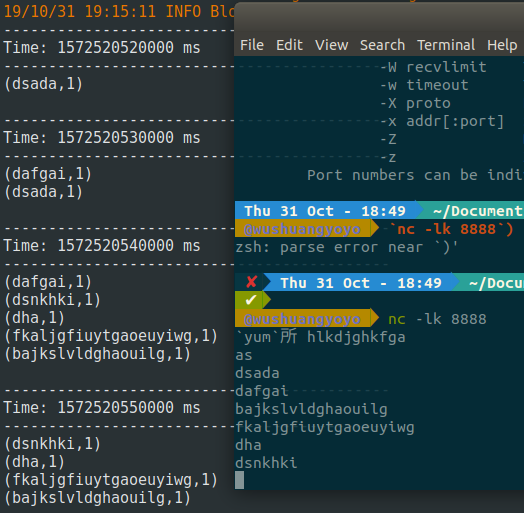 19/10/31 19:15:11 INFO Blo
-------------------------
Time: 1572520520000 ms
-------------------------
(dsada,1)
-------------------------
Time: 1572520530000 ms
-------------------------
(dafgai,1)
(dsada,1)
-------------------------
Time: 1572520540000 ms
-------------------------
(dafgai,1)
(dsnkhki,1)
(dha,1)
(fkaljgfiuytgaoeuyiwg,1)
(bajkslvldghaouilg,1)
-------------------------
Time: 1572520550000 ms
-------------------------
(dsnkhki,1)
(dha,1)
(fkaljgfiuytgaoeuyiwg,1)
(bajkslvldghaouilg,1)
File Edit View Search Terminal Help
-W recvlimit
-w timeout
-X proto
-x addr[:port]
-Z
-z
Port numbers can be indi
Thu 31 Oct - 18:49 ~/Document
@wushuangyoyo `nc -lk 8888`)
zsh: parse error near `)'
✘ Thu 31 Oct - 18:49 ~/Docu
✔
@wushuangyoyo nc -lk 8888
`yum`所 hlkdjghkfga
as
dsada
dafgai
bajkslvldghaouilg
fkaljgfiuytgaoeuyiwg
dha
dsnkhki